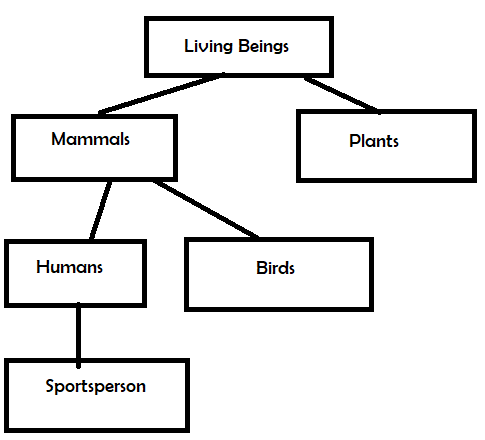 Living Beings
Mammals
Plants
Humans
Birds
Sportsperson